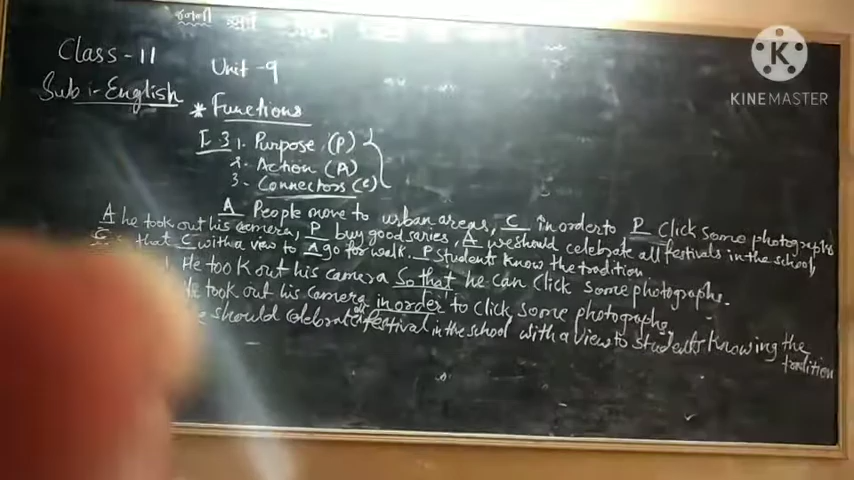 Class - 11
Sub :- English
Unit - 9
* Functions
I. 3 1. Purpose (P)
2. Action (A)
3. Connectors (c)
A People move to urban areas, C in order to P Click some photographs
A he took out his camera, P buy good saries, A we should celebrate all festivals in the school,
C that C with a view to A go for walk. P students know the tradition
He took out his camera So that he can Click some photographs.
He took out his camera in order to click some photographs.
should celebrate all festival in the school with a view to students knowing the
tradition
KINEMASTER
K